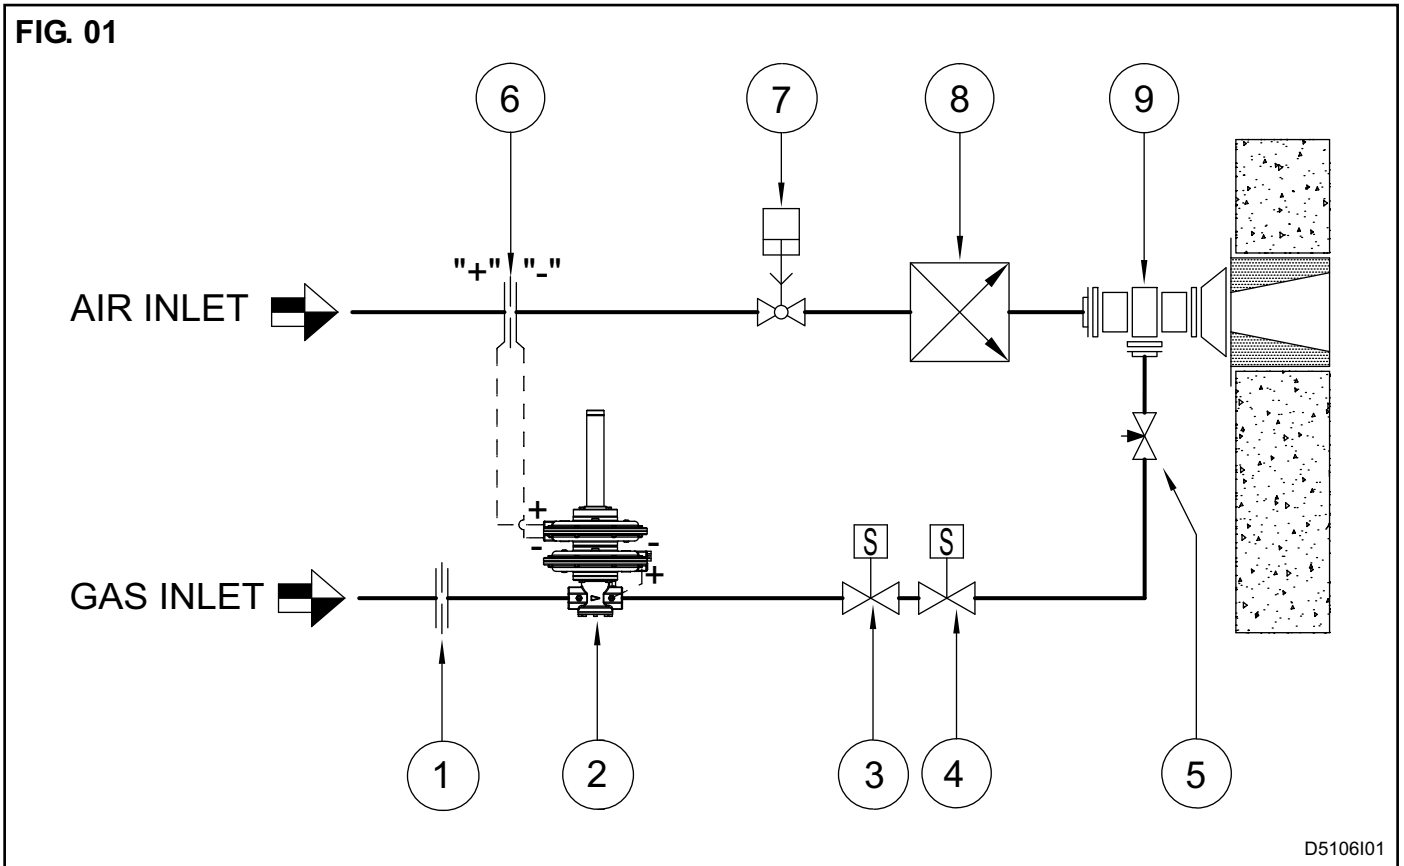 FIG. 01
6
7
8
9
"+" "-"
AIR INLET
+
-
-
+
S
S
GAS INLET
1
2
3
4
5
D5106I01